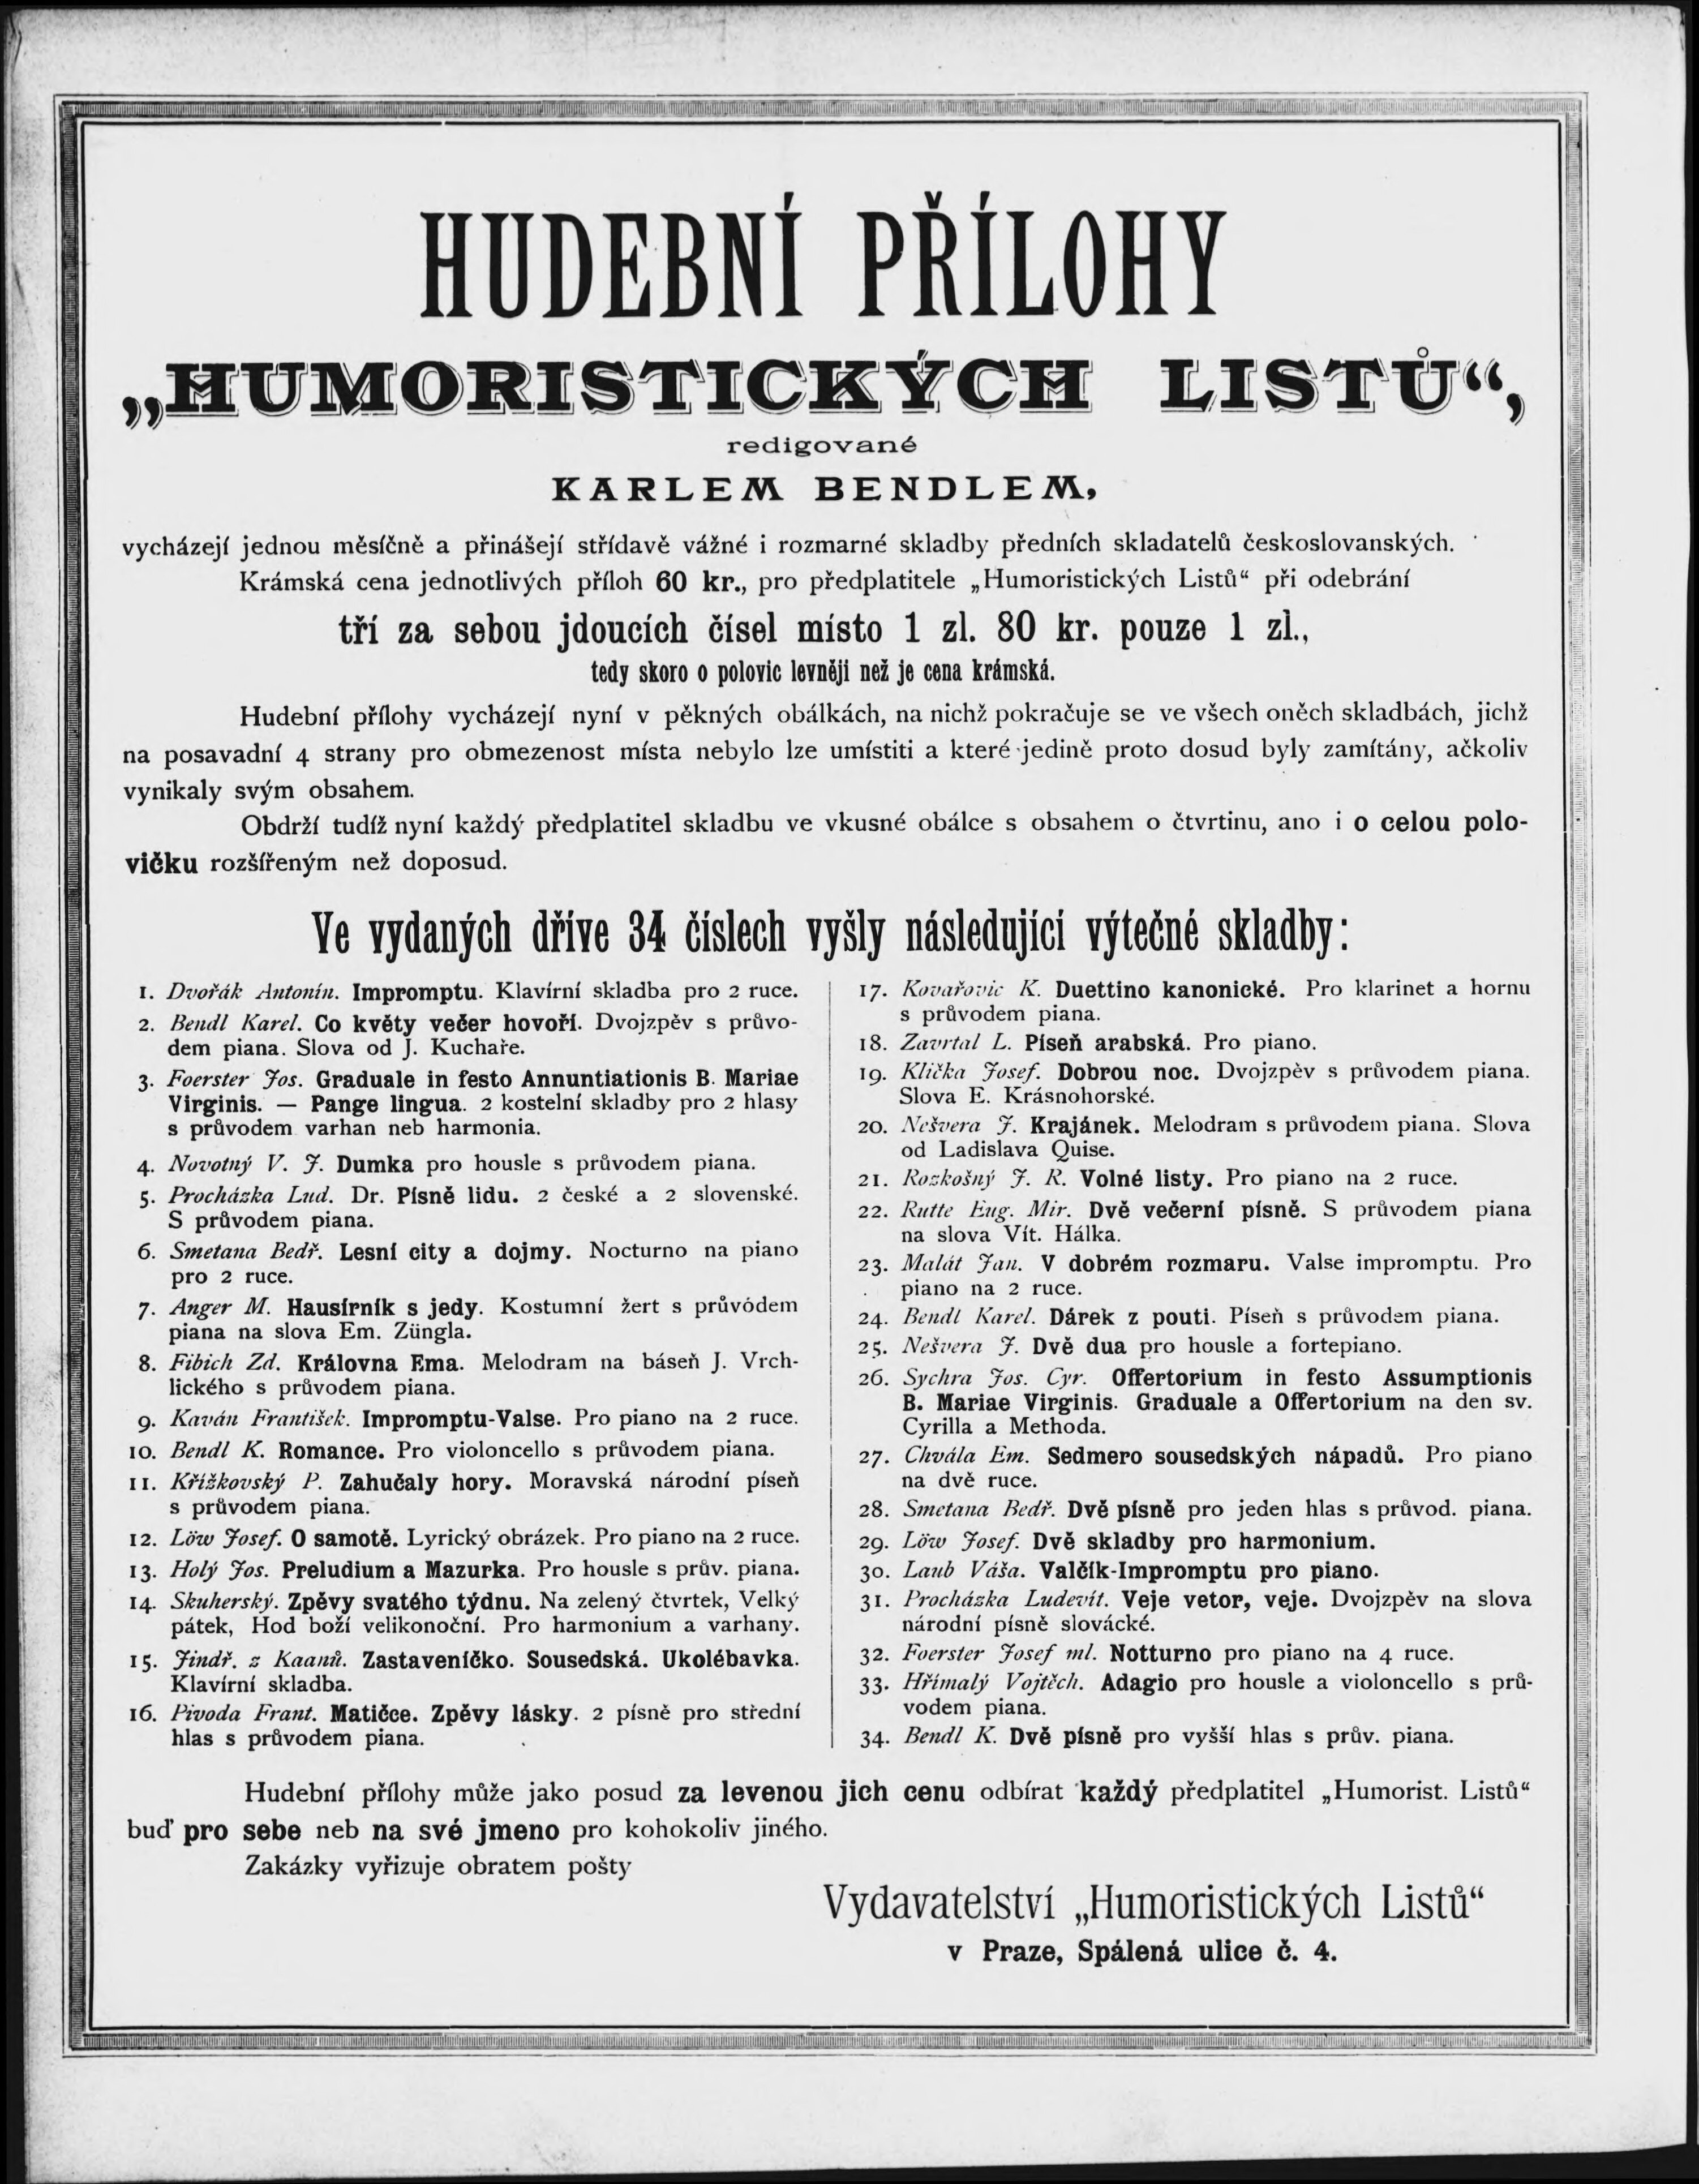 HUDEBNÍ PŘÍLOHY
„HUMORISTICKÝCH LISTŮ“,
redigované
KARLEM BENDLEM,
vycházejí jednou měsíčně a přinášejí střídavě vážné i rozmarné skladby předních skladatelů českoslovanských.
Krámská cena jednotlivých příloh 60 kr., pro předplatitele „Humoristických Listů“ při odebrání
tří za sebou jdoucích čísel místo 1 zl. 80 kr. pouze 1 zl.,
tedy skoro o polovic levněji než je cena krámská.
Hudební přílohy vycházejí nyní v pěkných obálkách, na nichž pokračuje se ve všech oněch skladbách, jichž
na posavadní 4 strany pro obmezenost místa nebylo lze umístiti a které jedině proto dosud byly zamítány, ačkoliv
vynikaly svým obsahem.
Obdrží tudíž nyní každý předplatitel skladbu ve vkusné obálce s obsahem o čtvrtinu, ano i o celou polo-
vičku rozšířeným než doposud.
Ve vydaných dříve 34 číslech vyšly následující výtečné skladby:
1. Dvořák Antonín. Impromptu. Klavírní skladba pro 2 ruce.
2. Bendl Karel. Co květy večer hovoří. Dvojzpěv s průvo-
dem piana. Slova od J. Kuchaře.
3. Foerster Jos. Graduale in festo Annuntiationis B. Mariae
Virginis. — Pange lingua. 2 kostelní skladby pro 2 hlasy
s průvodem varhan neb harmonia.
4. Novotný V. J. Dumka pro housle s průvodem piana.
5. Procházka Lud. Dr. Písně lidu. 2 české a 2 slovenské.
S průvodem piana.
6. Smetana Bedř. Lesní city a dojmy. Nocturno na piano
pro 2 ruce.
7. Anger M. Hausírník s jedy. Kostumní žert s průvódem
piana na slova Em. Züngla.
8. Fibich Zd. Královna Ema. Melodram na báseň J. Vrch-
lického s průvodem piana.
9. Kaván František. Impromptu-Valse. Pro piano na 2 ruce.
10. Bendl K. Romance. Pro violoncello s průvodem piana.
11. Křížkovský P. Zahučaly hory. Moravská národní píseň
s průvodem piana.
12. Löw Josef. O samotě. Lyrický obrázek. Pro piano na 2 ruce.
13. Holý Jos. Preludium a Mazurka. Pro housle s prův. piana.
14. Skuherský. Zpěvy svatého týdnu. Na zelený čtvrtek, Velký
pátek, Hod boží velikonoční. Pro harmonium a varhany.
15. Jindř. z Kaanů. Zastaveníčko. Sousedská. Ukolébavka.
Klavírní skladba.
16. Pivoda Frant. Matičce. Zpěvy lásky. 2 písně pro střední
hlas s průvodem piana.
17. Kovařovic K. Duettino kanonické. Pro klarinet a hornu
s průvodem piana.
18. Zavrtal L. Píseň arabská. Pro piano.
19. Klička Josef. Dobrou noc. Dvojzpěv s průvodem piana.
Slova E. Krásnohorské.
20. Nešvera J. Krajánek. Melodram s průvodem piana. Slova
od Ladislava Quise.
21. Rozkošný J. R. Volné listy. Pro piano na 2 ruce.
22. Rutte Eug. Mir. Dvě večerní písně. S průvodem piana
na slova Vít. Hálka.
23. Malát Jan. V dobrém rozmaru. Valse impromptu. Pro
piano na 2 ruce.
24. Bendl Karel. Dárek z pouti. Píseň s průvodem piana.
25. Nešvera J. Dvě dua pro housle a fortepiano.
26. Sychra Jos. Cyr. Offertorium in festo Assumptionis
B. Mariae Virginis. Graduale a Offertorium na den sv.
Cyrilla a Methoda.
27. Chvála Em. Sedmero sousedských nápadů. Pro piano
na dvě ruce.
28. Smetana Bedř. Dvě písně pro jeden hlas s průvod. piana.
29. Löw Josef. Dvě skladby pro harmonium.
30. Laub Váša. Valčík-Impromptu pro piano.
31. Procházka Ludevít. Veje vetor, veje. Dvojzpěv na slova
národní písně slovácké.
32. Foerster Josef ml. Notturno pro piano na 4 ruce.
33. Hřímalý Vojtěch. Adagio pro housle a violoncello s prů-
vodem piana.
34. Bendl K. Dvě písně pro vyšší hlas s prův. piana.
Hudební přílohy může jako posud za levenou jich cenu odbírat každý předplatitel „Humorist. Listů“
buď pro sebe neb na své jmeno pro kohokoliv jiného.
Zakázky vyřizuje obratem pošty
Vydavatelství „Humoristických Listů“
v Praze, Spálená ulice č. 4.